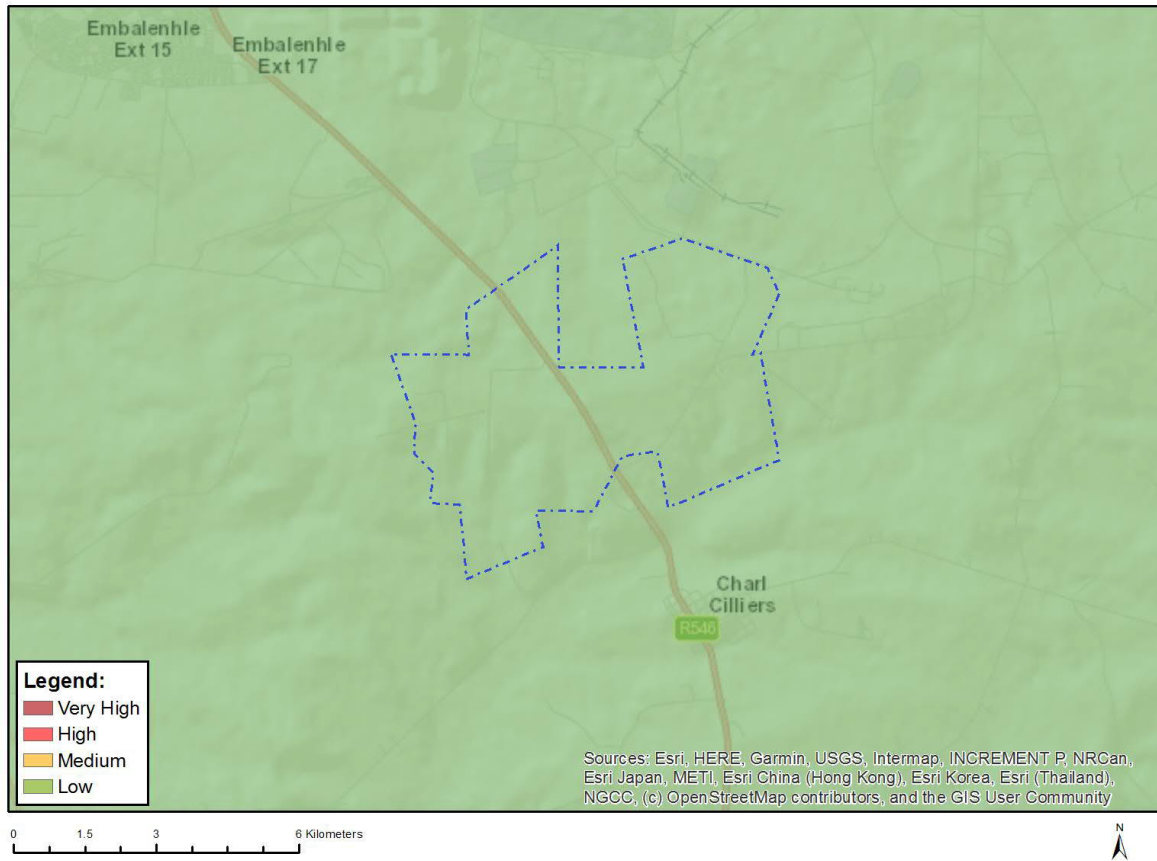 Embalenhle
Ext 15
Embalenhle
Ext 17
Charl
Cilliers
R546
Legend:
Very High
High
Medium
Low
Sources: Esri, HERE, Garmin, USGS, Intermap, INCREMENT P, NRCan,
Esri Japan, METI, Esri China (Hong Kong), Esri Korea, Esri (Thailand),
NGCC, (c) OpenStreetMap contributors, and the GIS User Community
0 1.5 3 6 Kilometers
N